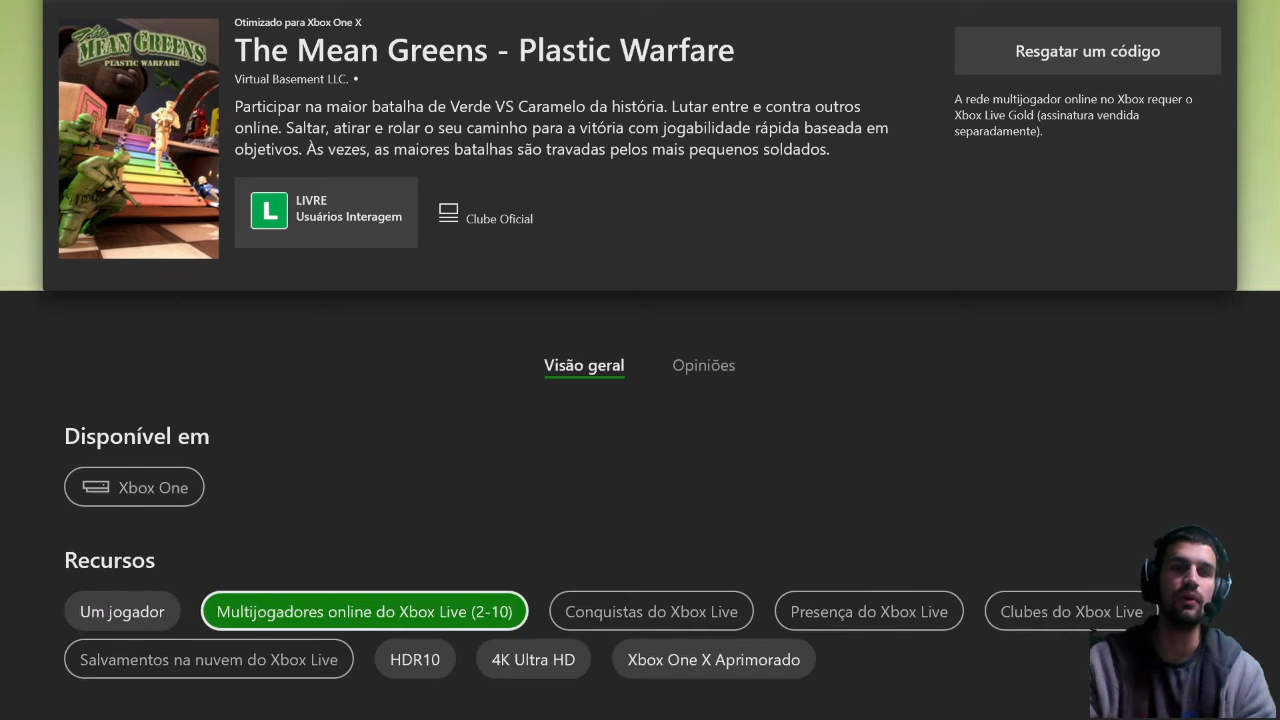 Otimizado para Xbox One X
The Mean Greens - Plastic Warfare
Virtual Basement LLC. •
Participar na maior batalha de Verde VS Caramelo da história. Lutar entre e contra outros
online. Saltar, atirar e rolar o seu caminho para a vitória com jogabilidade rápida baseada em
objetivos. Às vezes, as maiores batalhas são travadas pelos mais pequenos soldados.
The
MEAN GREENS
PLASTIC WARFARE
L
LIVRE
Usuários Interagem
Clube Oficial
Resgatar um código
A rede multijogador online no Xbox requer o
Xbox Live Gold (assinatura vendida
separadamente).
Visão geral
Opiniões
Disponível em
Xbox One
Recursos
Um jogador
Multijogadores online do Xbox Live (2-10)
Conquistas do Xbox Live
Presença do Xbox Live
Clubes do Xbox Live
Salvamentos na nuvem do Xbox Live
HDR10
4K Ultra HD
Xbox One X Aprimorado